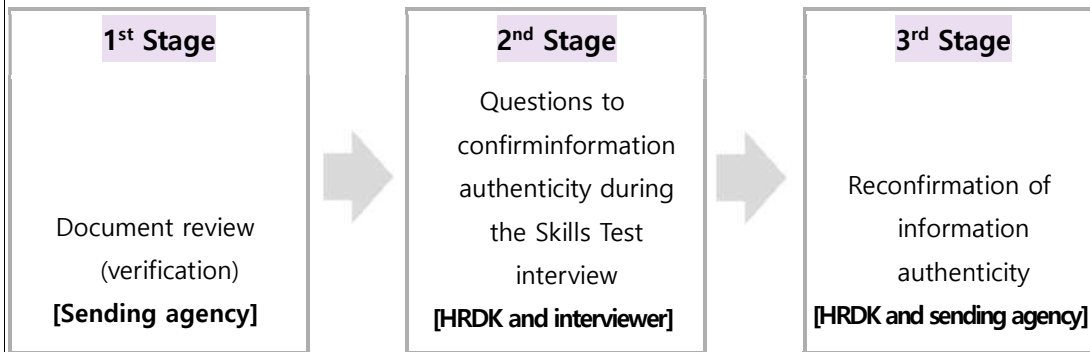 1st Stage
Document review
(verification)
[Sending agency]
2nd Stage
Questions to
confirminformation
authenticity during
the Skills Test
interview
[HRDK and interviewer]
3rd Stage
Reconfirmation of
information
authenticity
[HRDK and sending agency]